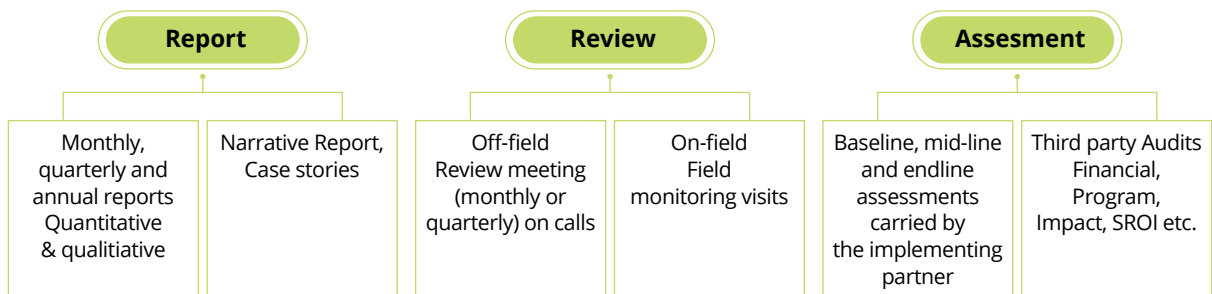 Report
Monthly,
quarterly and
annual reports
Quantitative
& qualitiative
Narrative Report,
Case stories
Review
Off-field
Review meeting
(monthly or
quarterly) on calls
On-field
Field
monitoring visits
Assesment
Baseline, mid-line
and endline
assessments
carried by
the implementing
partner
Third party Audits
Financial,
Program,
Impact, SROI etc.